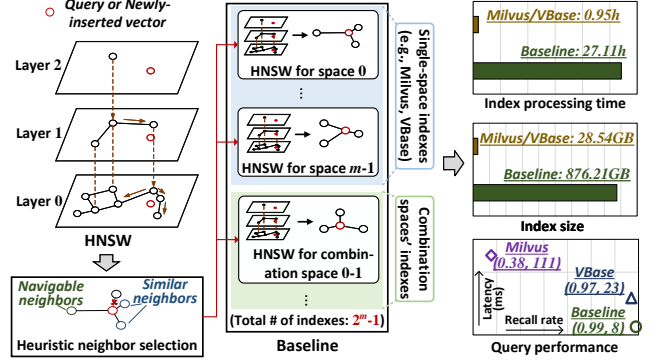 Query or Newly-
inserted vector
Layer 2
Layer 1
Layer 0
HNSW
Navigable
neighbors
Similar
neighbors
Heuristic neighbor selection
HNSW for space 0
...
HNSW for space m-1
HNSW for combin-
ation space 0-1
...
(Total # of indexes: 2^m-1)
Baseline
Single-space indexes
(e.g., Milvus, VBase)
Combination
spaces' indexes
Milvus/VBase: 0.95h
Baseline: 27.11h
Index processing time
Milvus/VBase: 28.54GB
Baseline: 876.21GB
Index size
Milvus
(0.38, 111)
VBase
(0.97, 23)
Baseline
(0.99, 8)
Latency
(ms)
Recall rate
Query performance